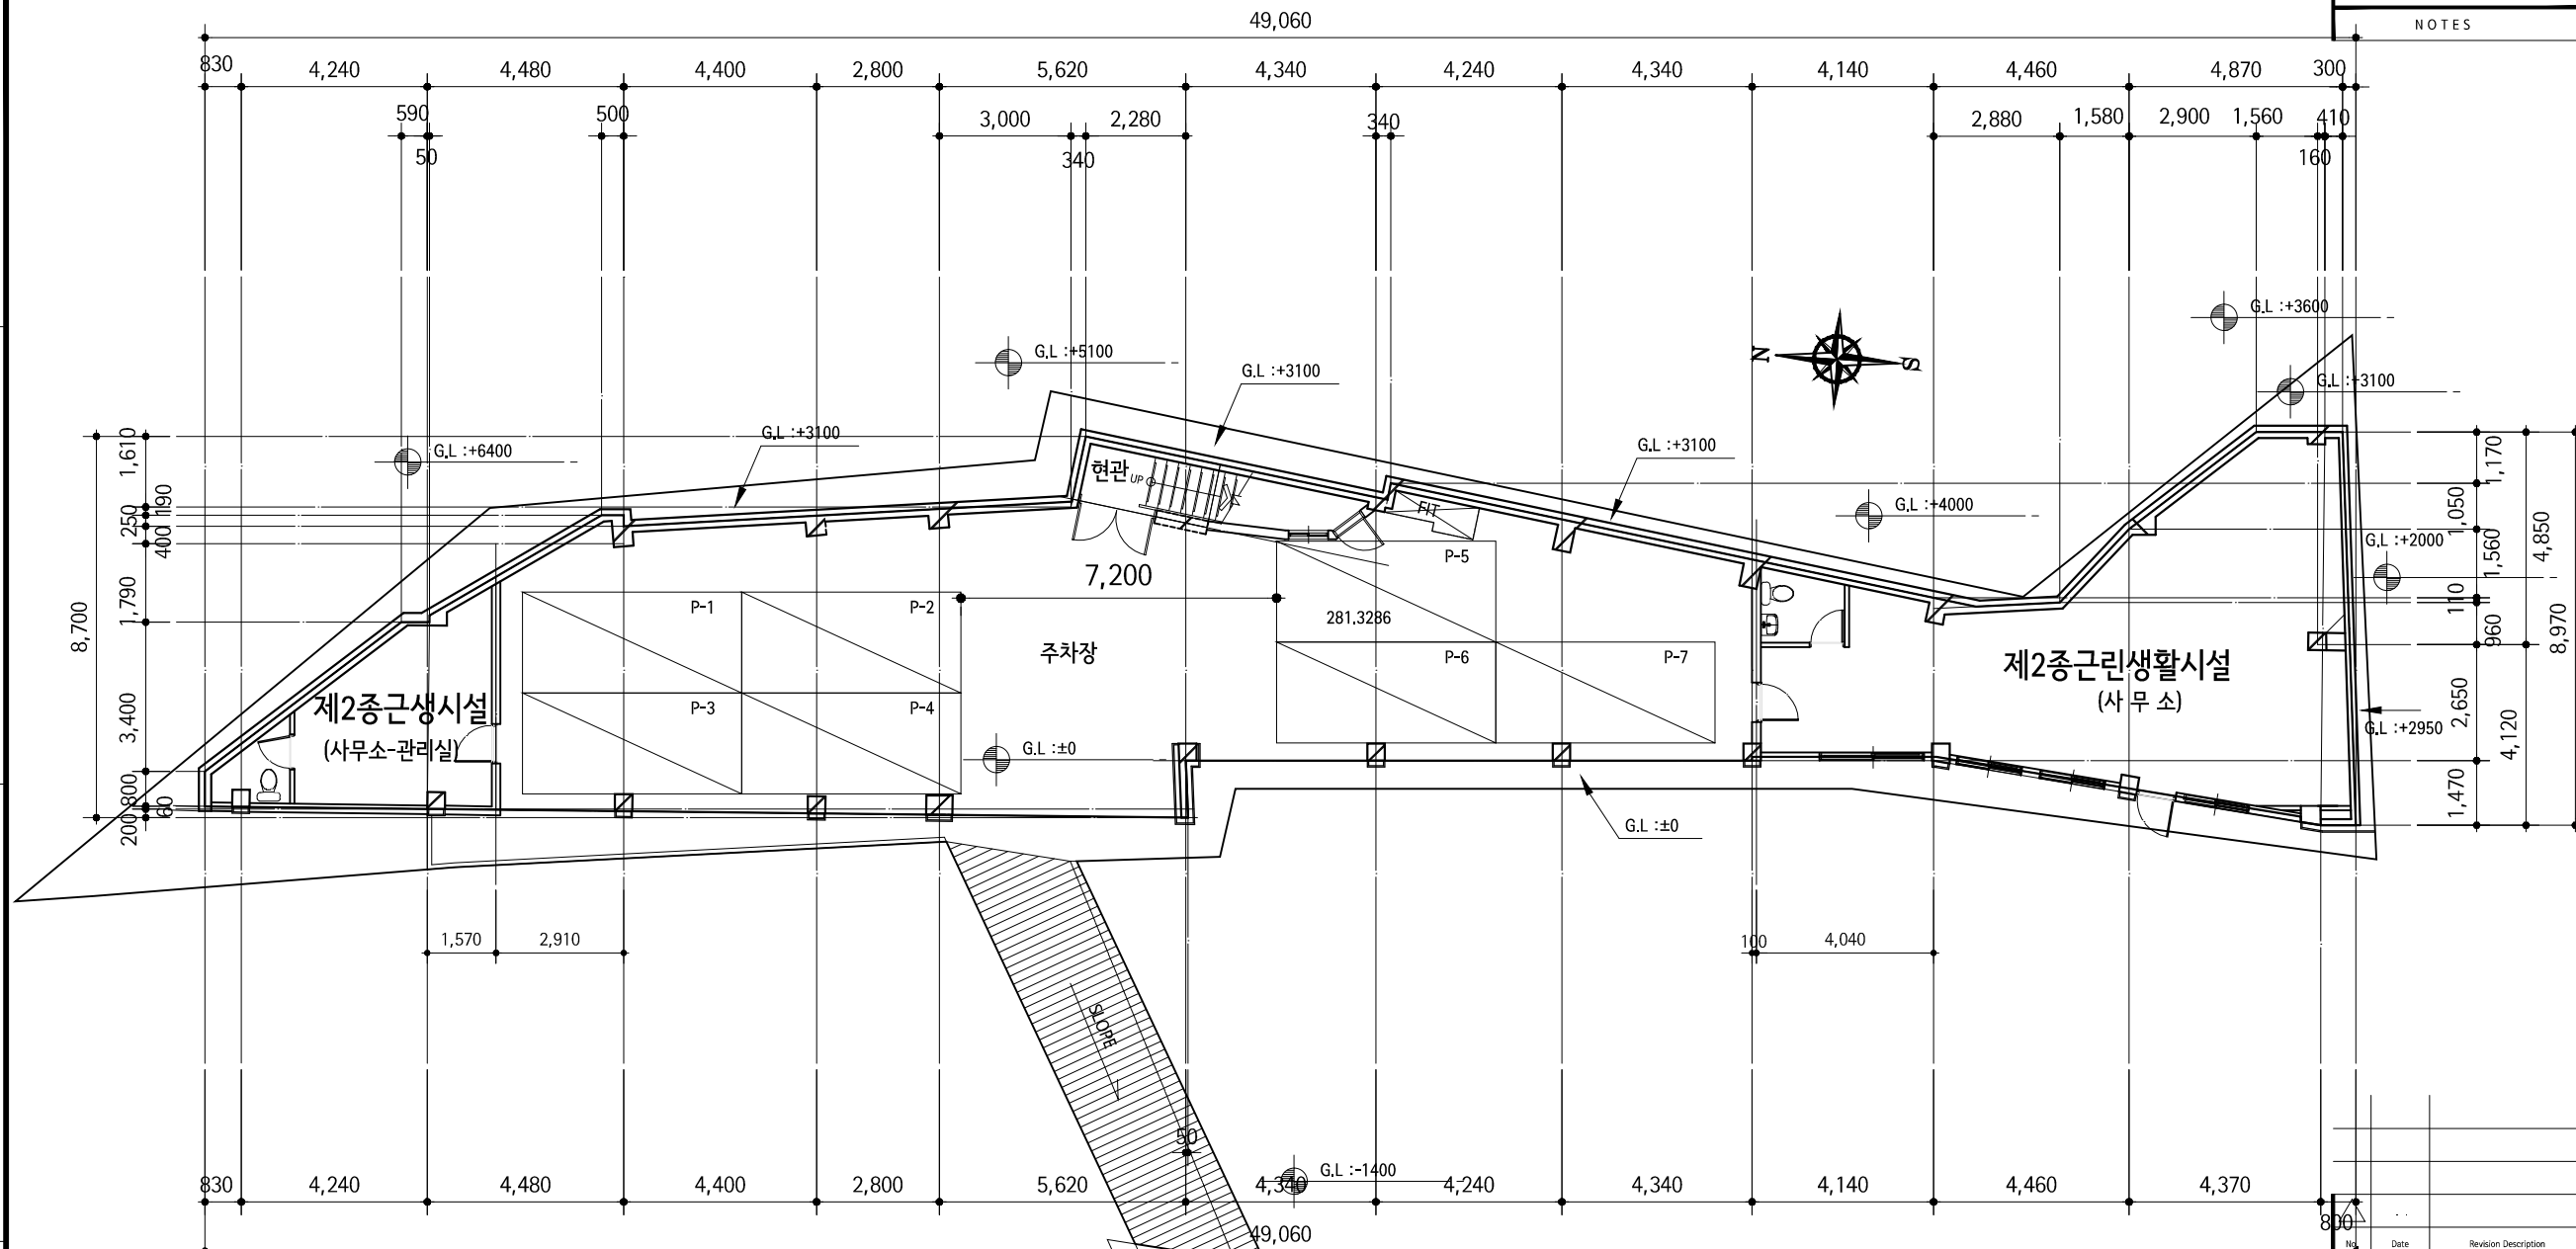 NOTES
49,060
830 4,240 4,480 4,400 2,800 5,620 4,340 4,240 4,340 4,140 4,460 4,870 300
590 500 3,000 2,280 340 2,880 1,580 2,900 1,560 410
50 340 160
G.L :+3600
G.L :+5100
G.L :+3100
G.L :+3100
N S
G.L :+3100
G.L :+3100
G.L :+6400
G.L :+4000
G.L :+2000
G.L :+2950
8,700
1,610
190
250
400
1,790
3,400
800
60
200
1,170
1,050
1,560
110
960
2,650
1,470
4,850
4,120
8,970
현관
UP
PIT
P-5
7,200
P-1 P-2
281,3286
주차장
P-6 P-7
P-3 P-4
제2종근생시설
(사무소-관리실)
제2종근린생활시설
(사 무 소)
G.L :±0
G.L :±0
1,570 2,910
100 4,040
SLOPE
50
G.L :-1400
830 4,240 4,480 4,400 2,800 5,620 4,340 4,240 4,340 4,140 4,460 4,370
800
49,060
No. Date Revision Description